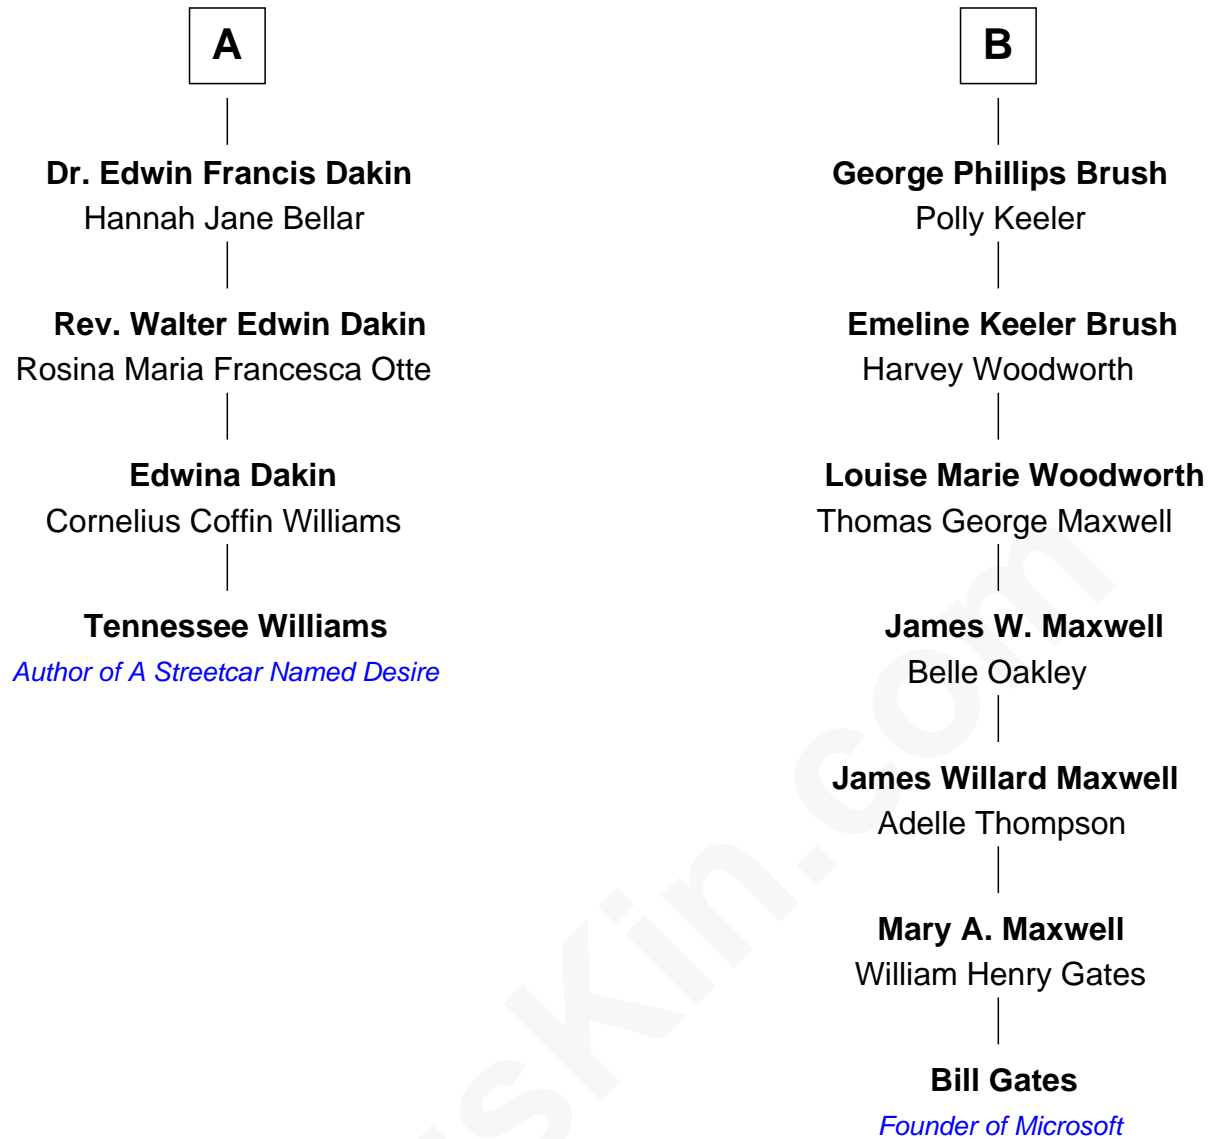 A
Dr. Edwin Francis Dakin
Hannah Jane Bellar
Rev. Walter Edwin Dakin
Rosina Maria Francesca Otte
Edwina Dakin
Cornelius Coffin Williams
Tennessee Williams
Author of A Streetcar Named Desire
B
George Phillips Brush
Polly Keeler
Emeline Keeler Brush
Harvey Woodworth
Louise Marie Woodworth
Thomas George Maxwell
James W. Maxwell
Belle Oakley
James Willard Maxwell
Adelle Thompson
Mary A. Maxwell
William Henry Gates
Bill Gates
Founder of Microsoft
sKin.com